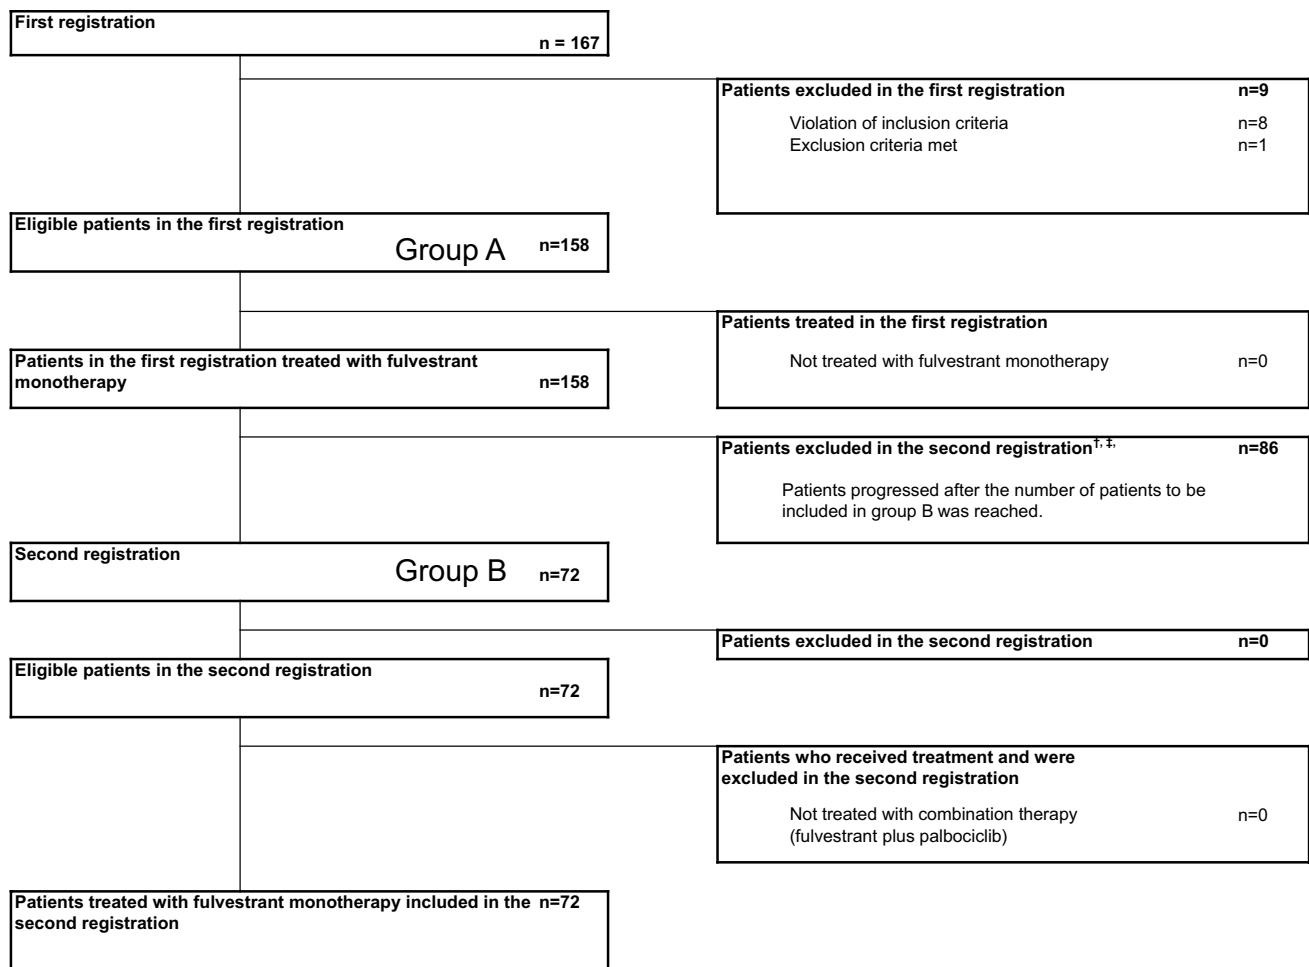 First registration
n = 167
Patients excluded in the first registration n=9
Violation of inclusion criteria n=8
Exclusion criteria met n=1
Eligible patients in the first registration
Group A n=158
Patients treated in the first registration
Not treated with fulvestrant monotherapy n=0
Patients in the first registration treated with fulvestrant
monotherapy n=158
Patients excluded in the second registration†, ‡, n=86
Patients progressed after the number of patients to be
included in group B was reached.
Second registration
Group B n=72
Patients excluded in the second registration n=0
Eligible patients in the second registration
n=72
Patients who received treatment and were
excluded in the second registration
Not treated with combination therapy n=0
(fulvestrant plus palbociclib)
Patients treated with fulvestrant monotherapy included in the n=72
second registration